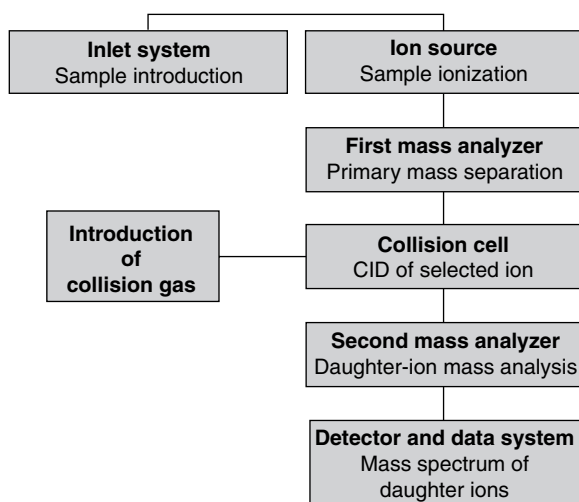 Inlet system
Sample introduction
Ion source
Sample ionization
First mass analyzer
Primary mass separation
Introduction
of
collision gas
Collision cell
CID of selected ion
Second mass analyzer
Daughter-ion mass analysis
Detector and data system
Mass spectrum of
daughter ions